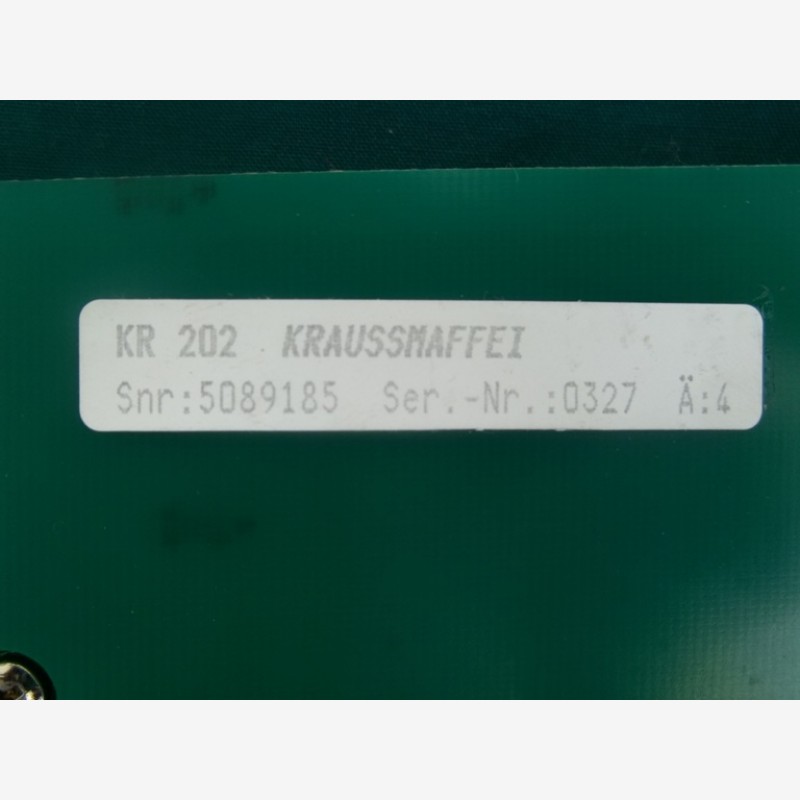 KR 202 KRAUSSMAFFEI
Snr:5089185 Ser.-Nr.:0327 Ä:4